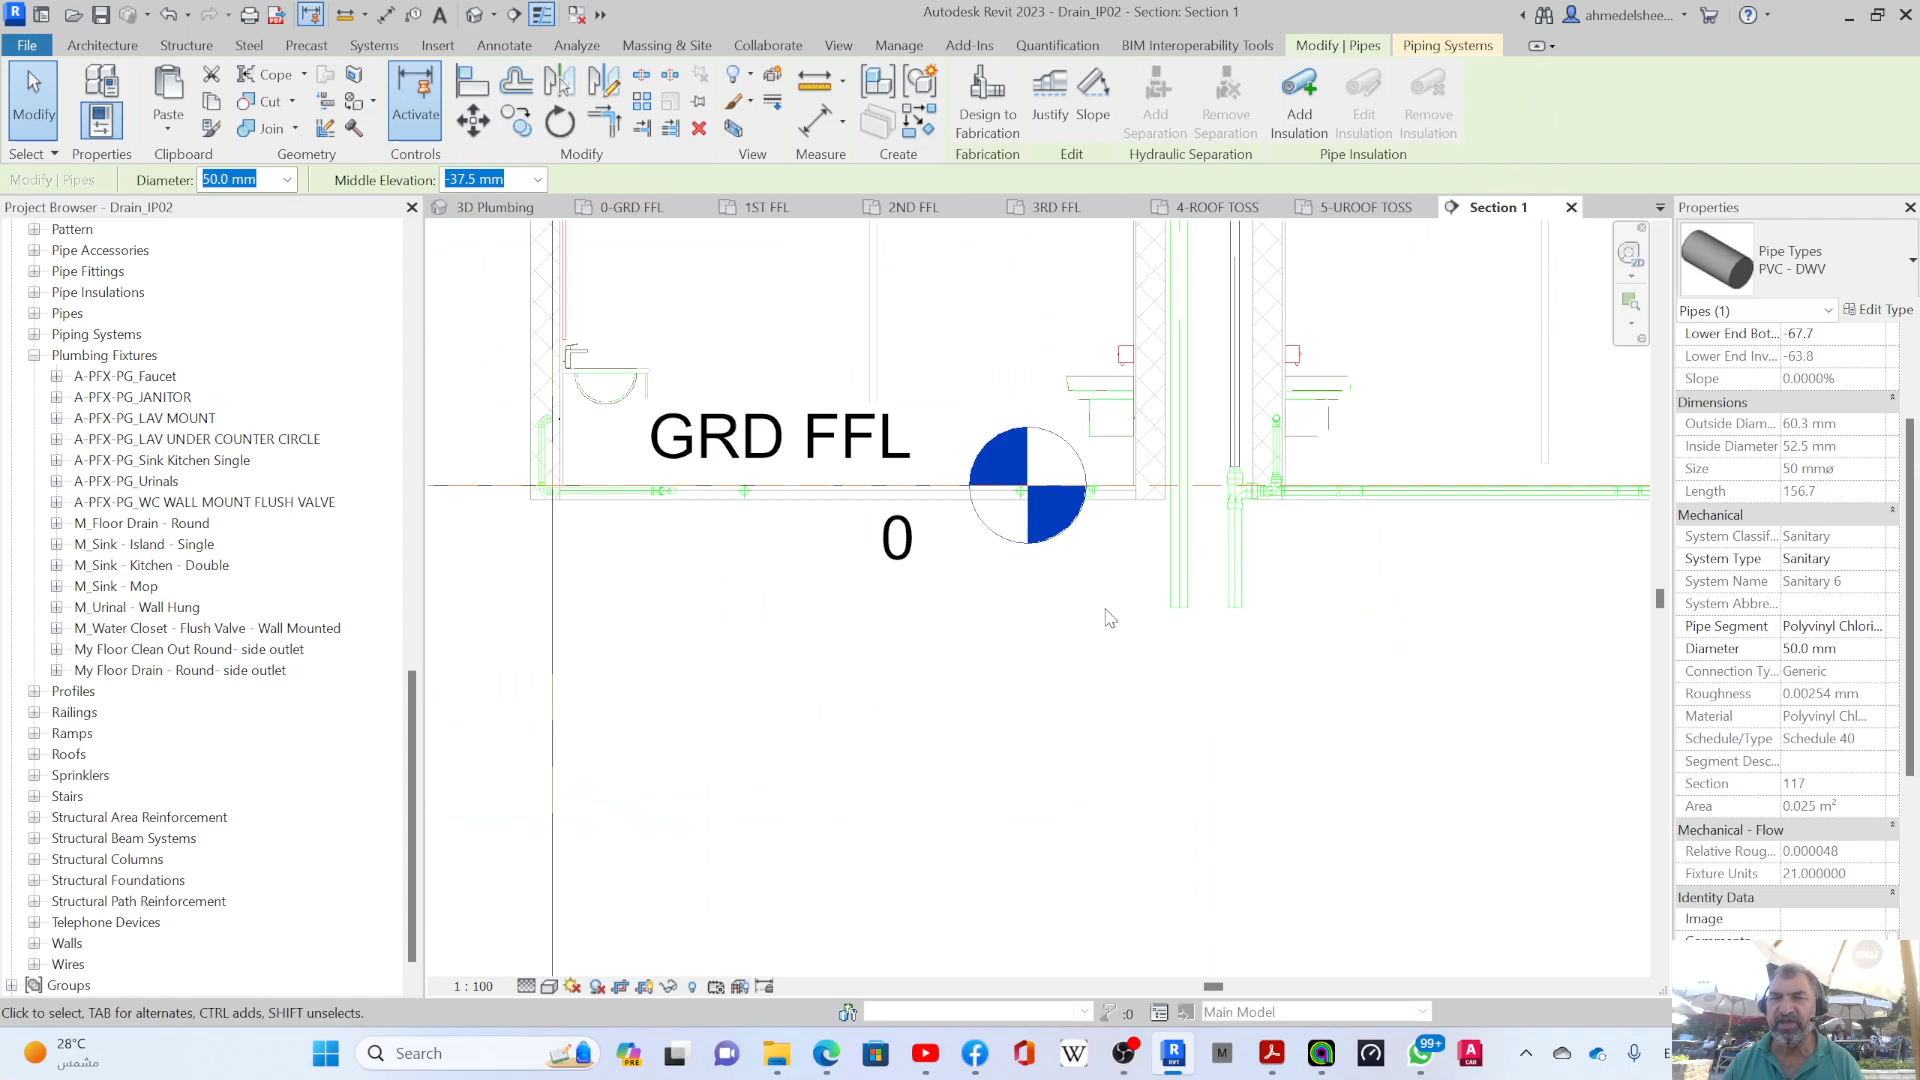 Autodesk Revit 2023 - Drain_IP02 - Section: Section 1
ahmedelshee...
File Architecture Structure Steel Precast Systems Insert Annotate Analyze Massing & Site Collaborate View Manage Add-Ins Quantification BIM Interoperability Tools Modify | Pipes Piping Systems
Modify
Paste
Cope
Cut
Join
Activate
Design to Fabrication
Justify
Slope
Add Separation
Remove Separation
Add Insulation
Edit Insulation
Remove Insulation
Select Properties Clipboard Geometry Controls Modify View Measure Create Fabrication Edit Hydraulic Separation Pipe Insulation
Modify | Pipes Diameter: 50.0 mm Middle Elevation: -37.5 mm
Project Browser - Drain_IP02
3D Plumbing 0-GRD FFL 1ST FFL 2ND FFL 3RD FFL 4-ROOF TOSS 5-UROOF TOSS Section 1
Pattern
Pipe Accessories
Pipe Fittings
Pipe Insulations
Pipes
Piping Systems
Plumbing Fixtures
A-PFX-PG_Faucet
A-PFX-PG_JANITOR
A-PFX-PG_LAV MOUNT
A-PFX-PG_LAV UNDER COUNTER CIRCLE
A-PFX-PG_Sink Kitchen Single
A-PFX-PG_Urinals
A-PFX-PG_WC WALL MOUNT FLUSH VALVE
M_Floor Drain - Round
M_Sink - Island - Single
M_Sink - Kitchen - Double
M_Sink - Mop
M_Urinal - Wall Hung
M_Water Closet - Flush Valve - Wall Mounted
My Floor Clean Out Round- side outlet
My Floor Drain - Round- side outlet
Profiles
Railings
Ramps
Roofs
Sprinklers
Stairs
Structural Area Reinforcement
Structural Beam Systems
Structural Columns
Structural Foundations
Structural Path Reinforcement
Telephone Devices
Walls
Wires
Groups
GRD FFL
0
1 : 100
Properties
Pipe Types
PVC - DWV
Pipes (1) Edit Type
Lower End Bot... -67.7
Lower End Inv... -63.8
Slope 0.0000%
Dimensions
Outside Diam... 60.3 mm
Inside Diameter 52.5 mm
Size 50 mmø
Length 156.7
Mechanical
System Classif... Sanitary
System Type Sanitary
System Name Sanitary 6
System Abbre...
Pipe Segment Polyvinyl Chlori...
Diameter 50.0 mm
Connection Ty... Generic
Roughness 0.00254 mm
Material Polyvinyl Chl...
Schedule/Type Schedule 40
Segment Desc...
Section 117
Area 0.025 m²
Mechanical - Flow
Relative Roug... 0.000048
Fixture Units 21.000000
Identity Data
Image
Click to select, TAB for alternates, CTRL adds, SHIFT unselects.
:0
Main Model
28°C
مشمس
Search
PRE
99+